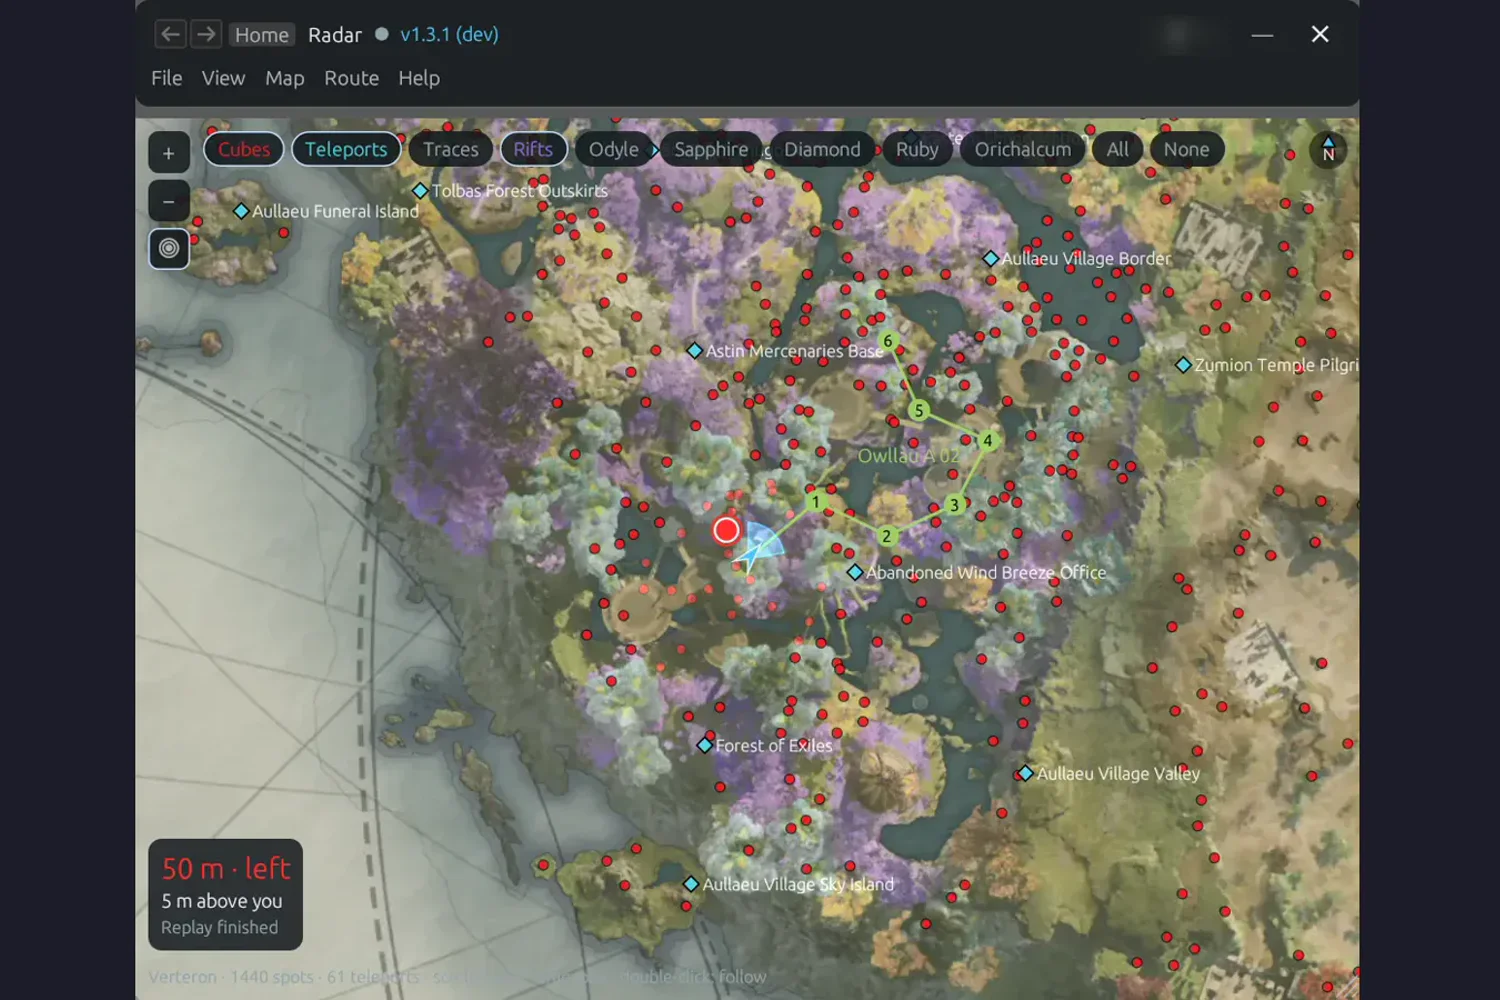 Home Radar v1.3.1 (dev)
File View Map Route Help
+ Cubes Teleports Traces Rifts Odyle Sapphire Diamond Ruby Orichalcum All None N
−
Tolbas Forest Outskirts
Aullaeu Funeral Island
Aullaeu Village Border
Astin Mercenaries Base
Zumion Temple Pilgri
6
5
4
Owllau A 02
1
3
2
Abandoned Wind Breeze Office
Forest of Exiles
Aullaeu Village Valley
50 m · left
5 m above you
Replay finished
Aullaeu Village Sky Island
Verteron · 1440 spots · 61 teleports · double-click: follow